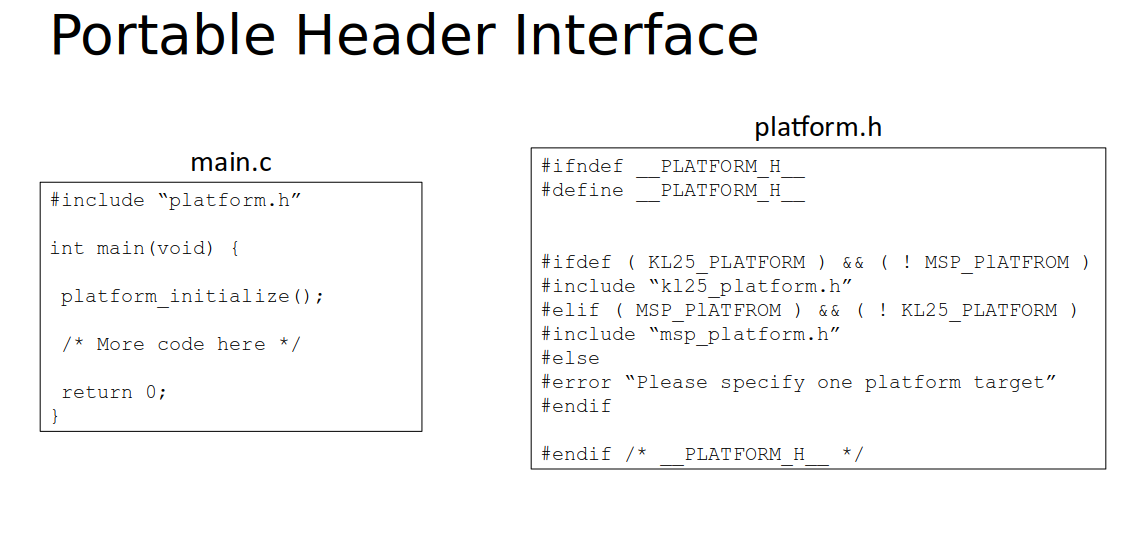 Portable Header Interface
main.c
#include “platform.h”
int main(void) {
platform_initialize();
/* More code here */
return 0;
}
platform.h
#ifndef __PLATFORM_H__
#define __PLATFORM_H__
#ifdef ( KL25_PLATFORM ) && ( ! MSP_PlATFROM )
#include “kl25_platform.h”
#elif ( MSP_PlATFROM ) && ( ! KL25_PLATFORM )
#include “msp_platform.h”
#else
#error “Please specify one platform target”
#endif
#endif /* __PLATFORM_H__ */